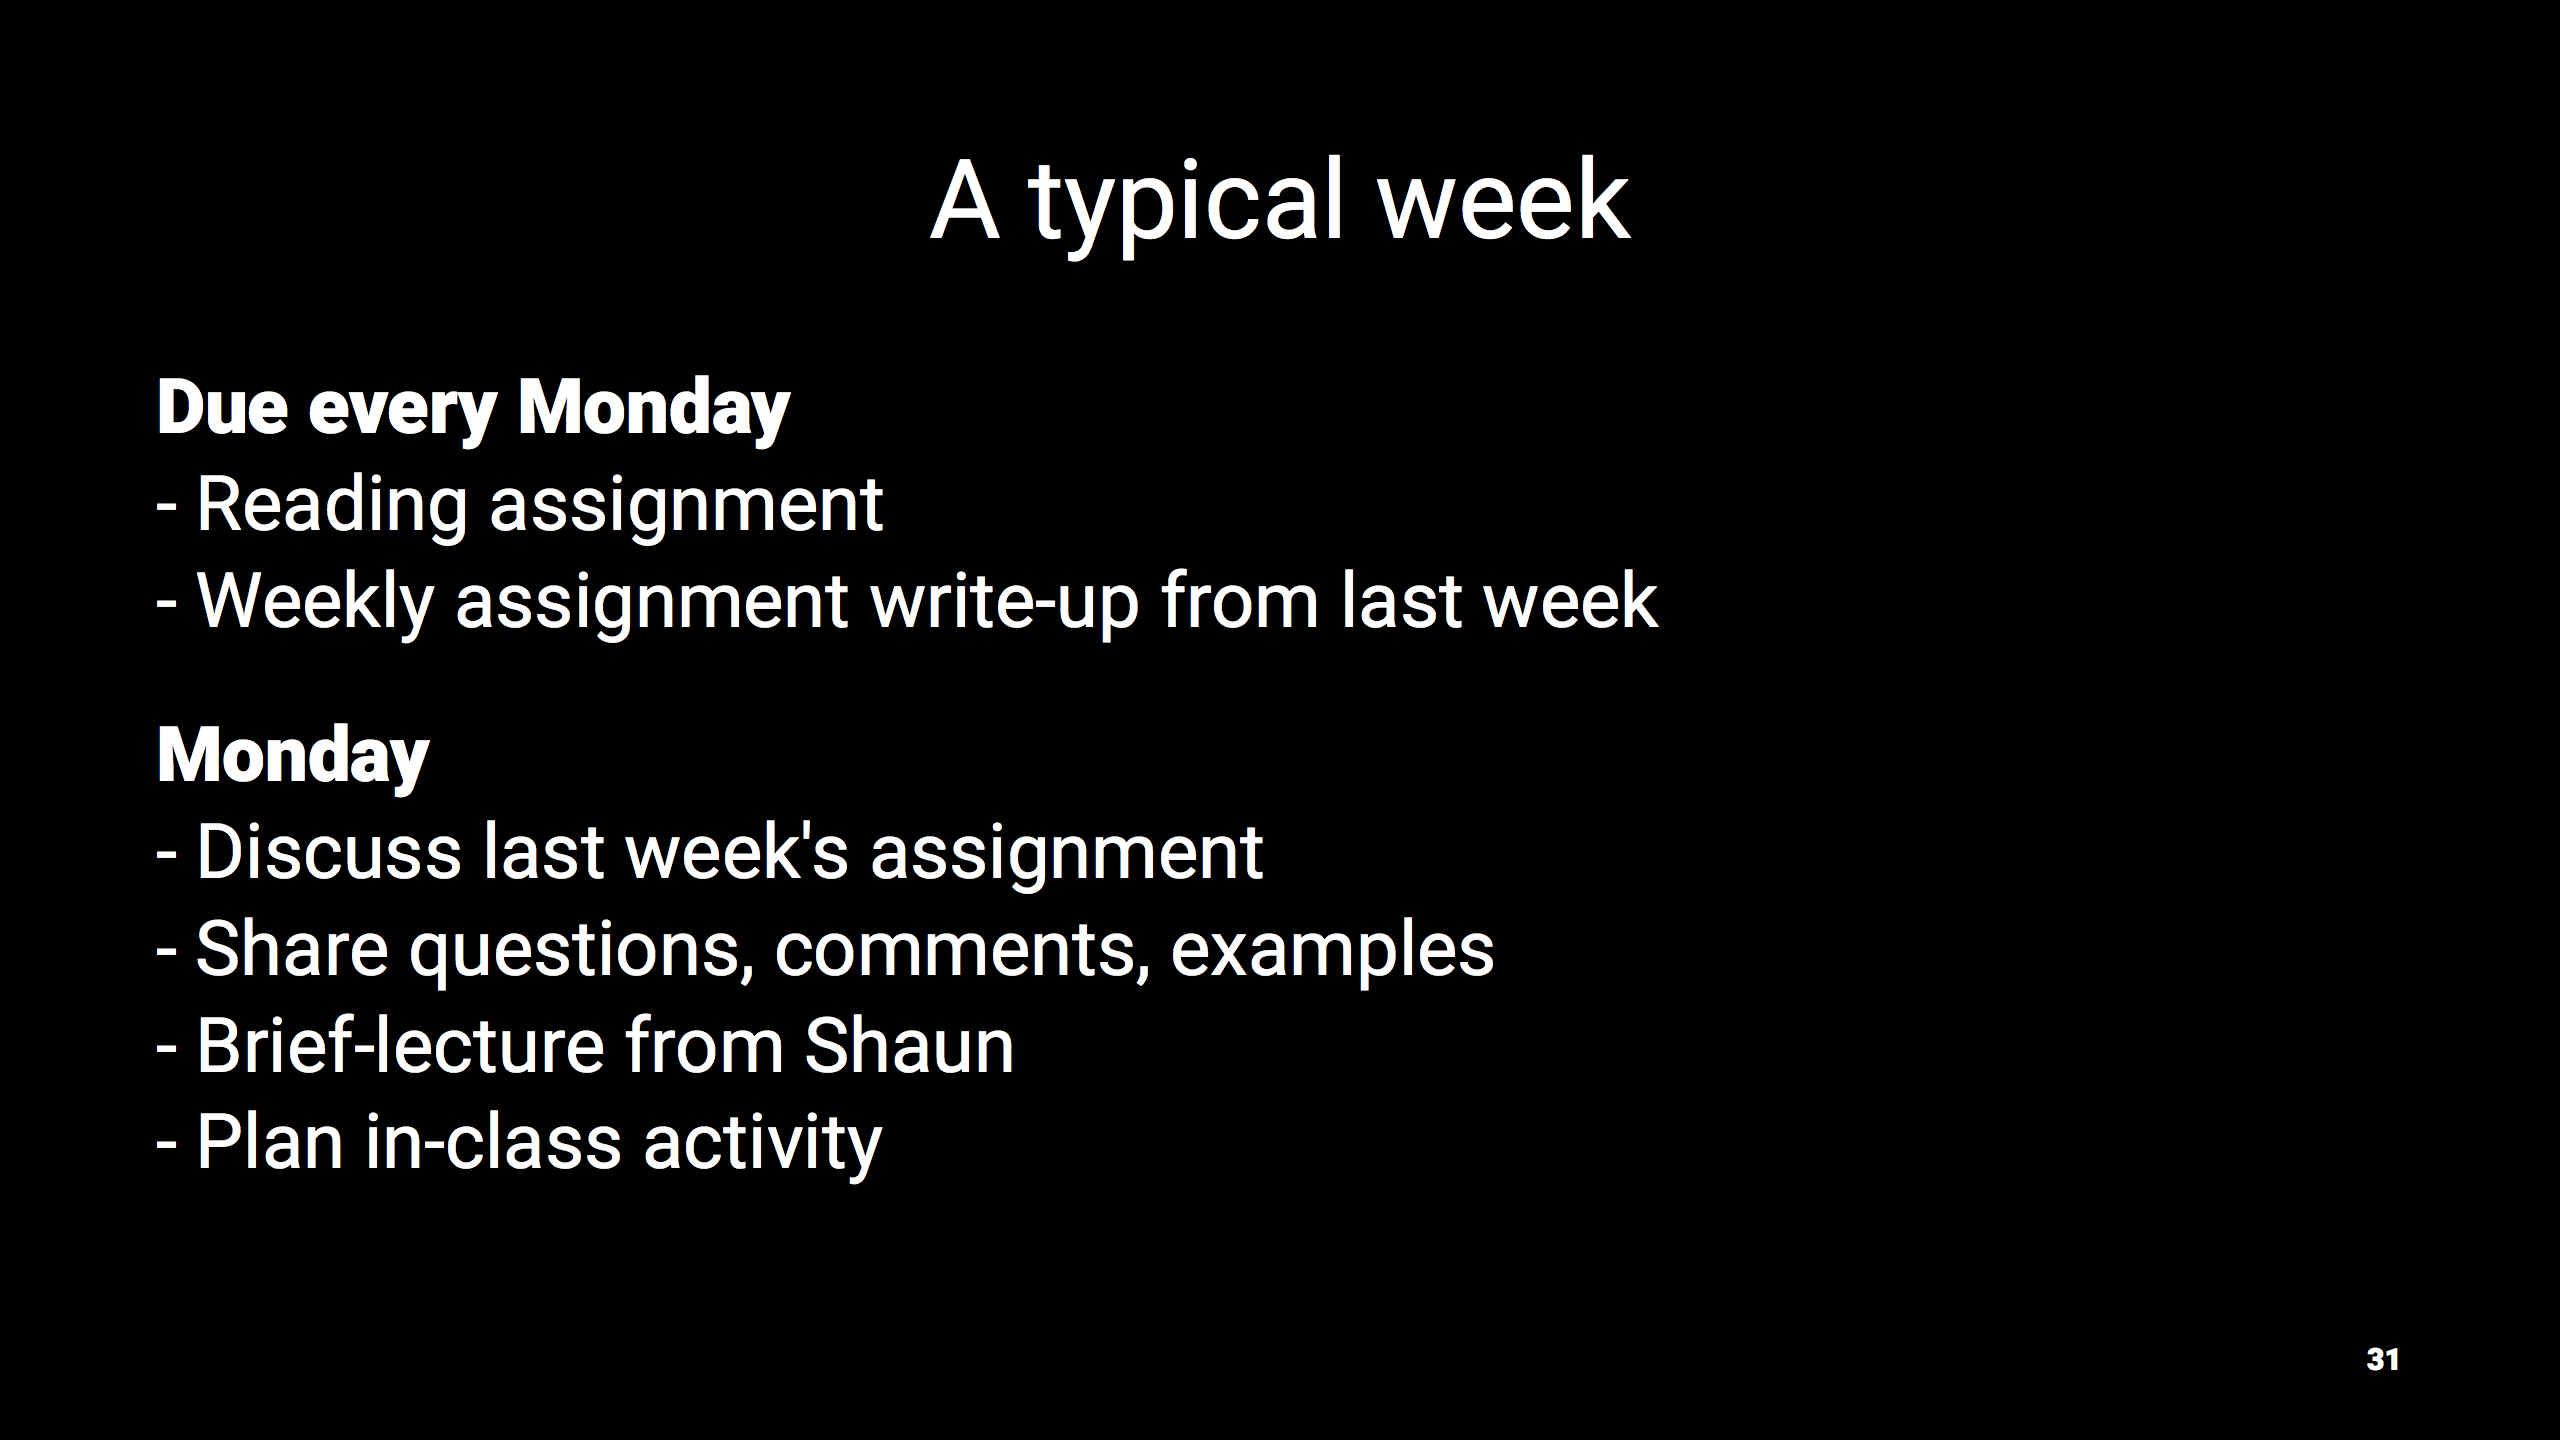 A typical week
Due every Monday
- Reading assignment
- Weekly assignment write-up from last week
Monday
- Discuss last week's assignment
- Share questions, comments, examples
- Brief-lecture from Shaun
- Plan in-class activity
31